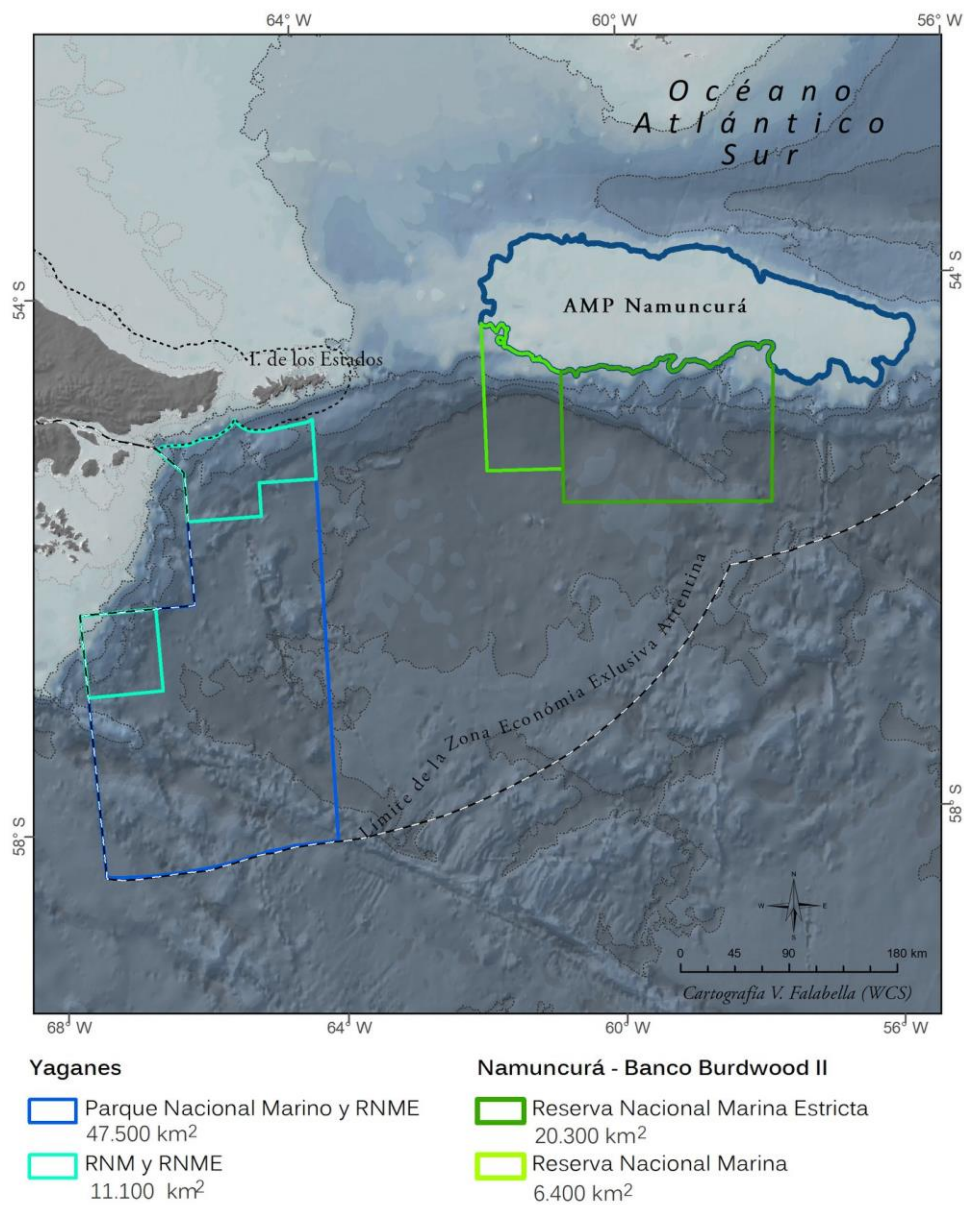 64° W
60° W
56° W
Océano
Atlántico
Sur
54° S
54° S
AMP Namuncurá
I. de los Estados
Límite de la Zona Económia Exlusiva Arrentina
58° S
58° S
N
W E
S
0 45 90 180 km
Cartografía V. Falabella (WCS)
68° W
64° W
60° W
56° W
Yaganes
Parque Nacional Marino y RNME
47.500 km²
RNM y RNME
11.100 km²
Namuncurá - Banco Burdwood II
Reserva Nacional Marina Estricta
20.300 km²
Reserva Nacional Marina
6.400 km²